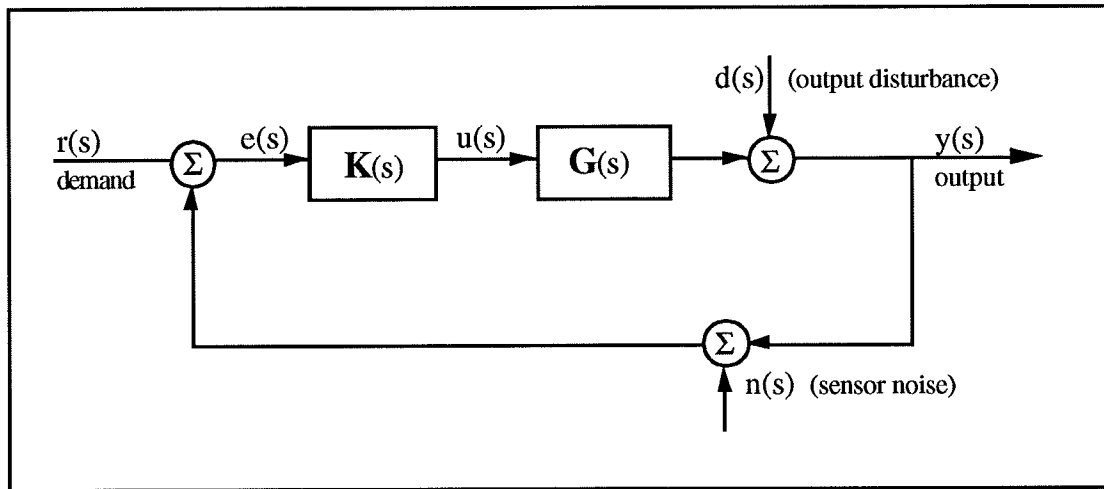 d(s) (output disturbance)
r(s) e(s) u(s) y(s)
demand Σ K(s) G(s) Σ output
Σ
n(s) (sensor noise)